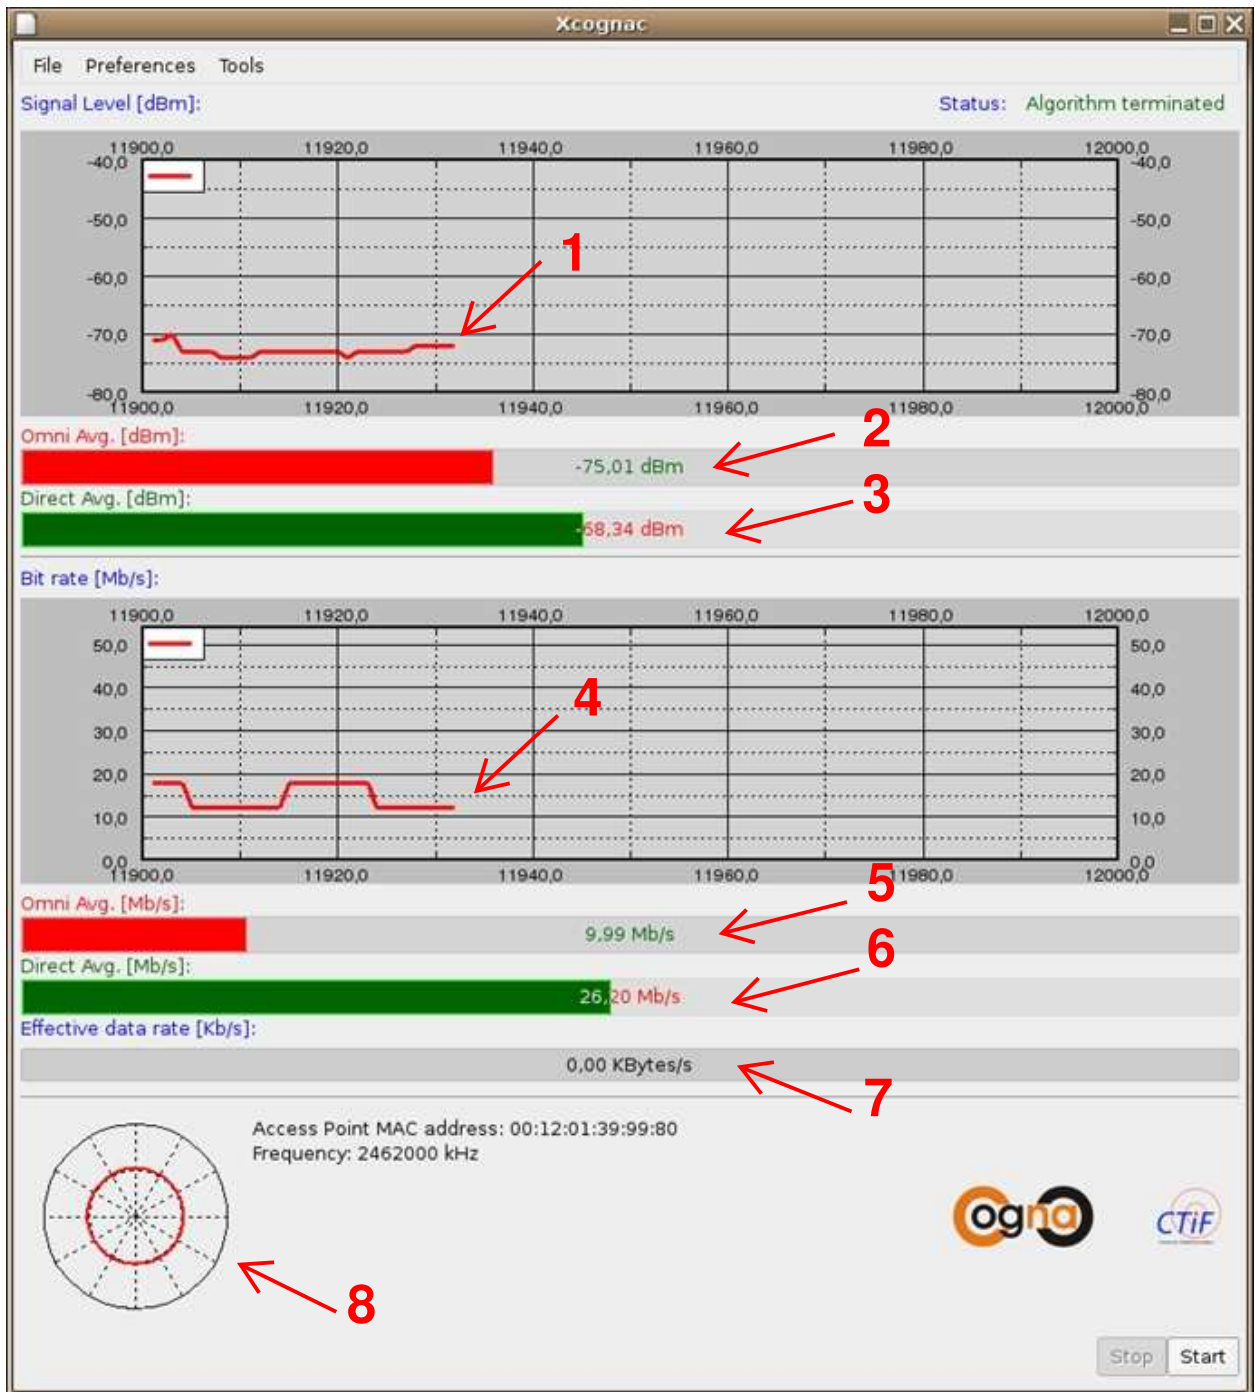 Xcognac
File Preferences Tools
Signal Level [dBm]: Status: Algorithm terminated
11900,0 11920,0 11940,0 11960,0 11980,0 12000,0
-40,0 -40,0
-50,0 -50,0
1
-60,0 -60,0
-70,0 -70,0
-80,0 -80,0
11900,0 11920,0 11940,0 11960,0 11980,0 12000,0
Omni Avg. [dBm]:
2
-75,01 dBm
Direct Avg. [dBm]:
3
-68,34 dBm
Bit rate [Mb/s]:
11900,0 11920,0 11940,0 11960,0 11980,0 12000,0
50,0 50,0
40,0 40,0
4
30,0 30,0
20,0 20,0
10,0 10,0
0,0 0,0
11900,0 11920,0 11940,0 11960,0 11980,0 12000,0
5
Omni Avg. [Mb/s]:
9,99 Mb/s
6
Direct Avg. [Mb/s]:
26,20 Mb/s
Effective data rate [Kb/s]:
0,00 KBytes/s
7
Access Point MAC address: 00:12:01:39:99:80
Frequency: 2462000 kHz
Cognac
CTiF
8
Stop Start